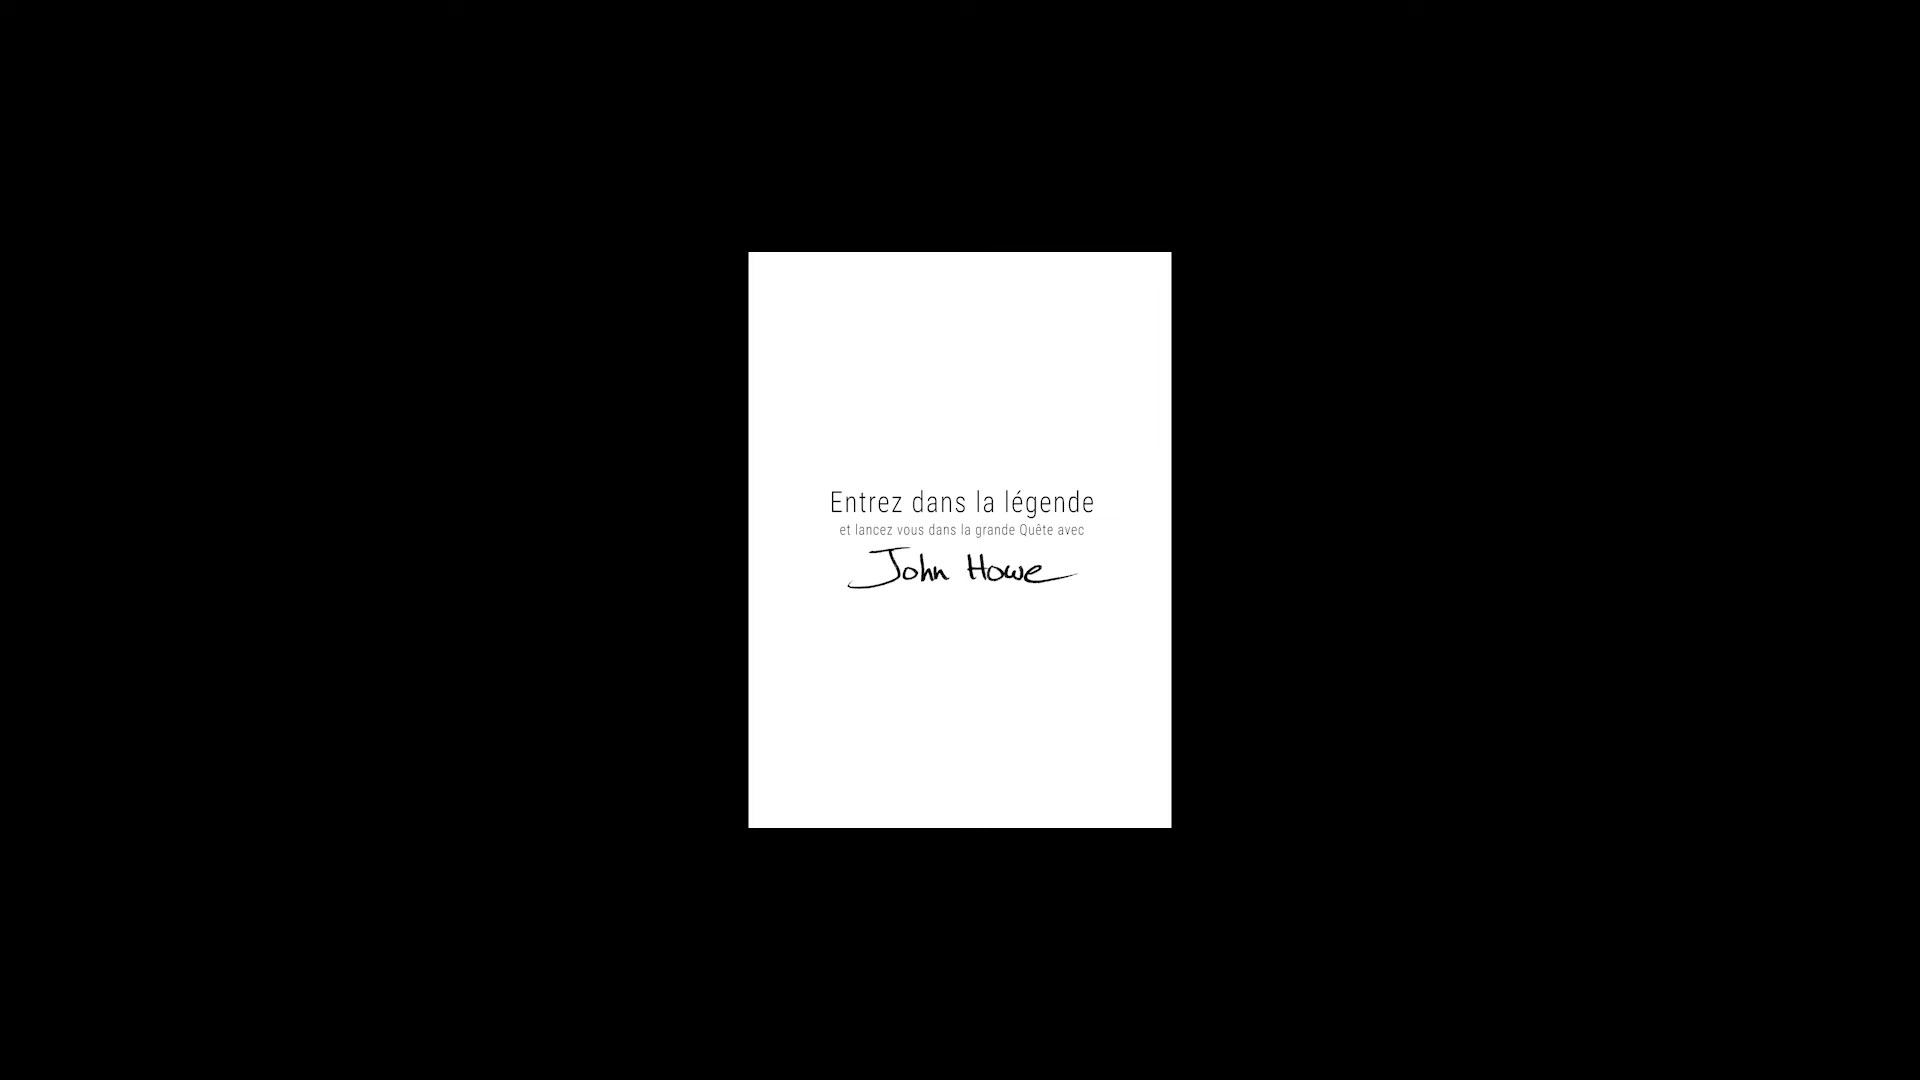 Entrez dans la légende
et lancez vous dans la grande Quête avec
John Howe